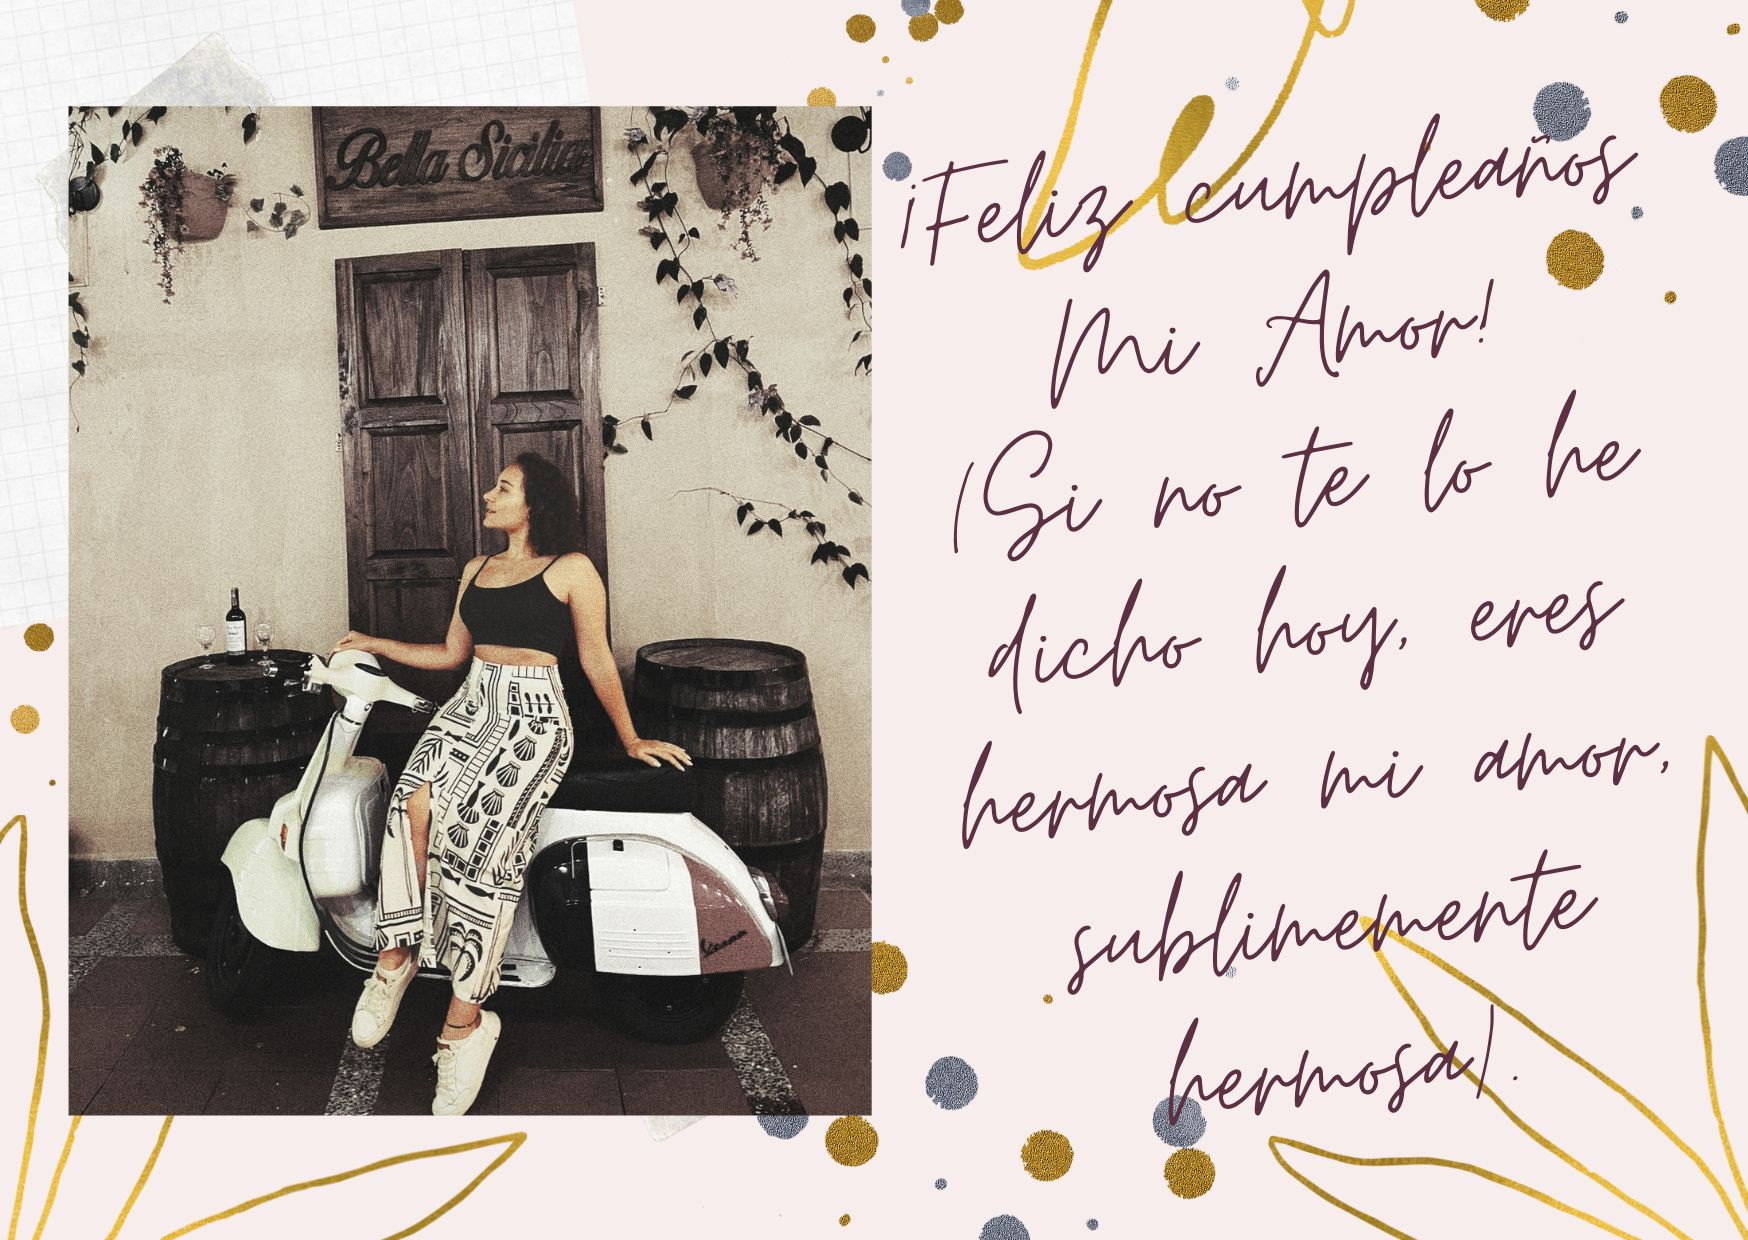 Bella Sicilia
¡Feliz cumpleaños
Mi Amor!
(Si no te lo he
dicho hoy, eres
hermosa mi amor,
sublimemente
hermosa).